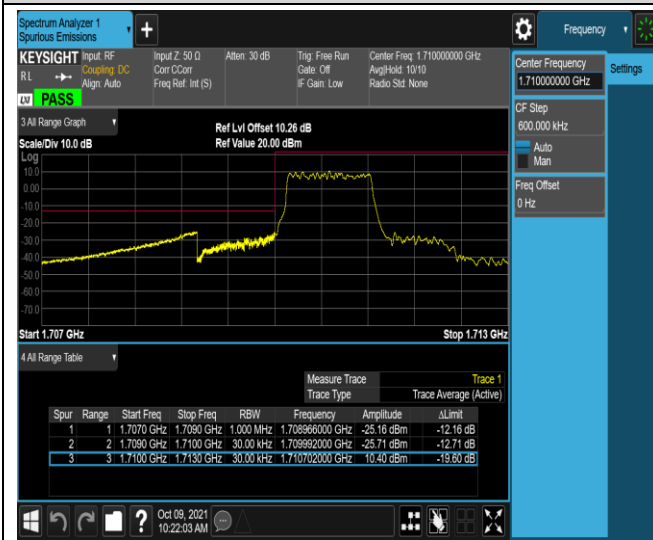 Spectrum Analyzer 1
Spurious Emissions
Frequency
KEYSIGHT Input: RF Input Z: 50 Ω Atten: 30 dB Trig: Free Run Center Freq: 1.710000000 GHz
R L Coupling: DC Corr CCorr Gate: Off Avg|Hold: 10/10
Align: Auto Freq Ref: Int (S) IF Gain: Low Radio Std: None
LXI PASS
Center Frequency
1.710000000 GHz
Settings
CF Step
600.000 kHz
Auto
Man
Freq Offset
0 Hz
3 All Range Graph
Ref Lvl Offset 10.26 dB
Scale/Div 10.0 dB Ref Value 20.00 dBm
Log
10.0
0.00
-10.0
-20.0
-30.0
-40.0
-50.0
-60.0
-70.0
Start 1.707 GHz Stop 1.713 GHz
4 All Range Table
Measure Trace Trace 1
Trace Type Trace Average (Active)
Spur Range Start Freq Stop Freq RBW Frequency Amplitude ΔLimit
1 1 1.7070 GHz 1.7090 GHz 1.000 MHz 1.708966000 GHz -25.16 dBm -12.16 dB
2 2 1.7090 GHz 1.7100 GHz 30.00 kHz 1.709992000 GHz -25.71 dBm -12.71 dB
3 3 1.7100 GHz 1.7130 GHz 30.00 kHz 1.710702000 GHz 10.40 dBm -19.60 dB
Oct 09, 2021
10:22:03 AM